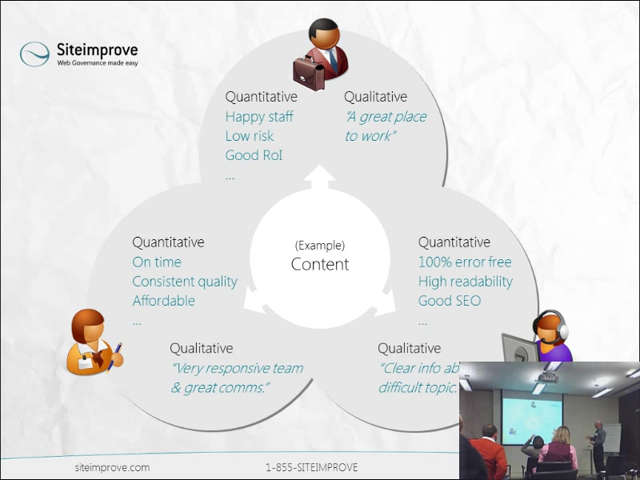 Siteimprove
Web Governance made easy
Quantitative
Happy staff
Low risk
Good RoI
...
Qualitative
"A great place
to work"
(Example)
Content
Quantitative
On time
Consistent quality
Affordable
...
Qualitative
"Very responsive team
& great comms."
Quantitative
100% error free
High readability
Good SEO
...
Qualitative
"Clear info
difficult topic.
siteimprove.com
1-855-SITEIMPROVE